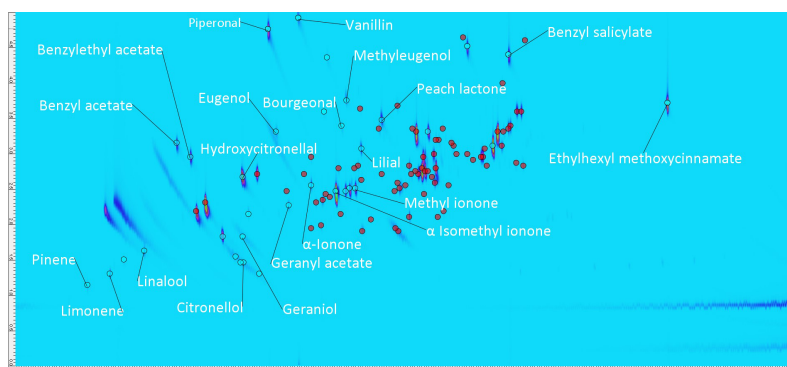 Piperonal
Vanillin
Benzyl salicylate
Benzylethyl acetate
Methyleugenol
Peach lactone
Eugenol
Bourgeonal
Benzyl acetate
Hydroxycitronellal
Lilial
Ethylhexyl methoxycinnamate
Methyl ionone
α Isomethyl ionone
α-Ionone
Geranyl acetate
Pinene
Linalool
Limonene
Citronellol
Geraniol